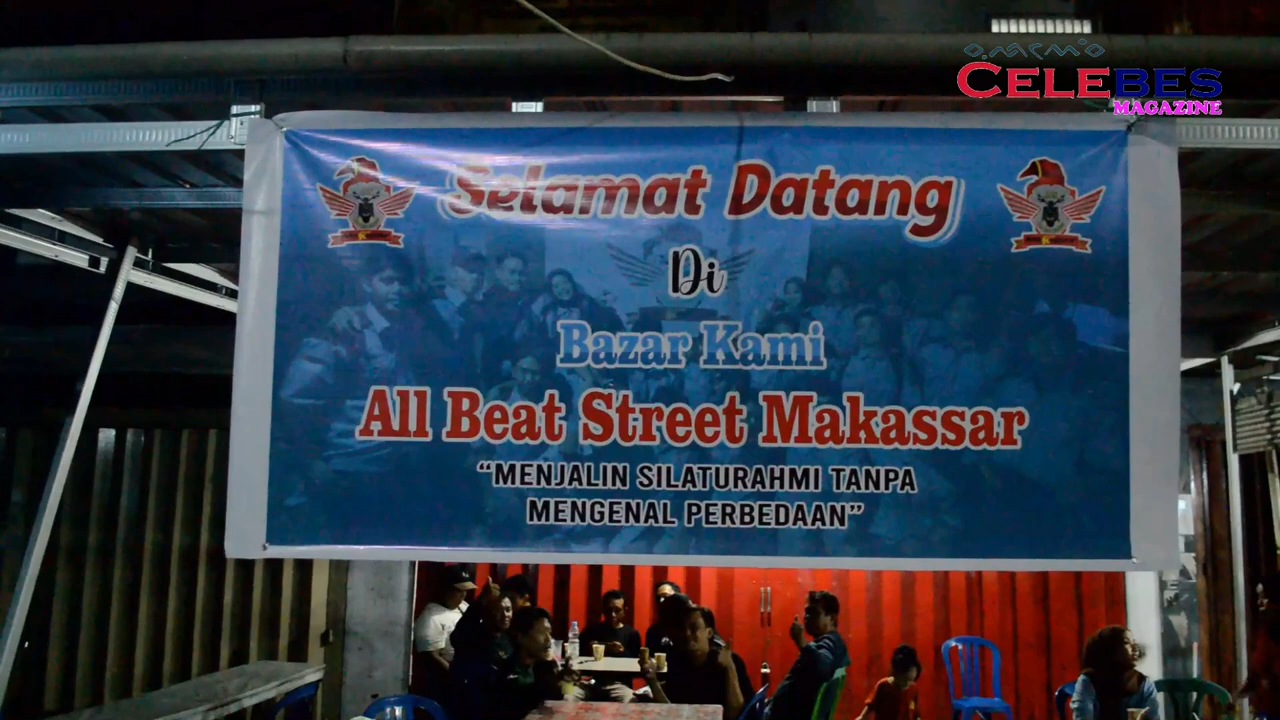 CELEBES
MAGAZINE
Selamat Datang
Di
Bazar Kami
All Beat Street Makassar
“MENJALIN SILATURAHMI TANPA
MENGENAL PERBEDAAN”